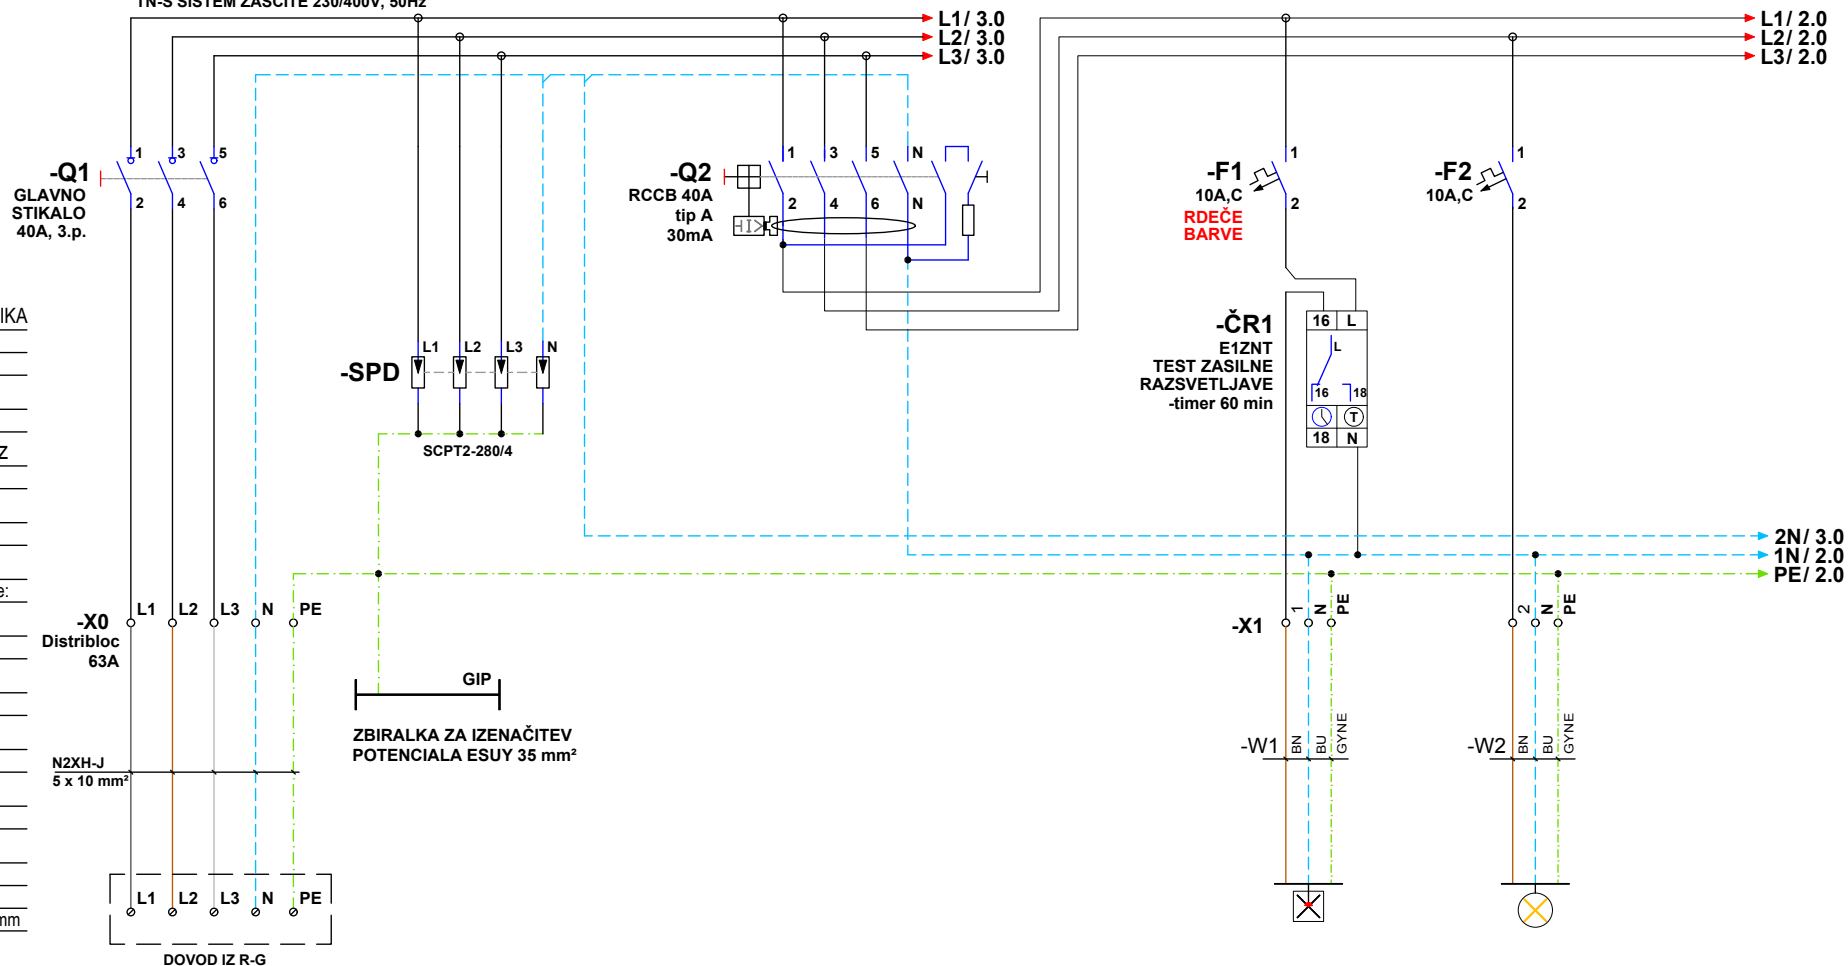 TN-S SISTEM ZAŠČITE 230/400V, 50Hz
L1/ 3.0
L2/ 3.0
L3/ 3.0
L1/ 2.0
L2/ 2.0
L3/ 2.0
-Q1
GLAVNO
STIKALO
40A, 3.p.
1 3 5
2 4 6
-Q2
RCCB 40A
tip A
30mA
1 3 5 N
2 4 6 N
-F1
10A,C
RDEČE
BARVE
1
2
-F2
10A,C
1
2
IKA
Z
e:
mm
-SPD
L1 L2 L3 N
SCPT2-280/4
-ČR1
E1ZNT
TEST ZASILNE
RAZSVETLJAVE
-timer 60 min
16 L
L
16 18
T
18 N
2N/ 3.0
1N/ 2.0
PE/ 2.0
-X0
Distribloc
63A
L1 L2 L3 N PE
-X1
1 N PE
2 N PE
GIP
ZBIRALKA ZA IZENAČITEV
POTENCIALA ESUY 35 mm²
N2XH-J
5 x 10 mm²
-W1 BN BU GYNE
-W2 BN BU GYNE
L1 L2 L3 N PE
DOVOD IZ R-G